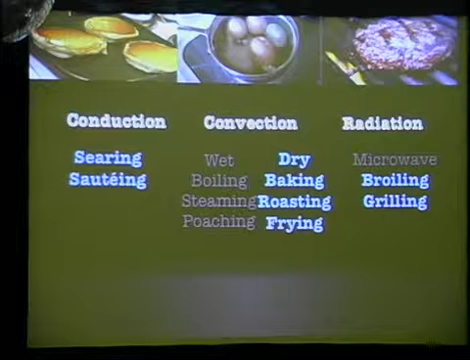 Conduction Convection Radiation
Searing Wet Dry Microwave
Sautéing Boiling Baking Broiling
Steaming Roasting Grilling
Poaching Frying